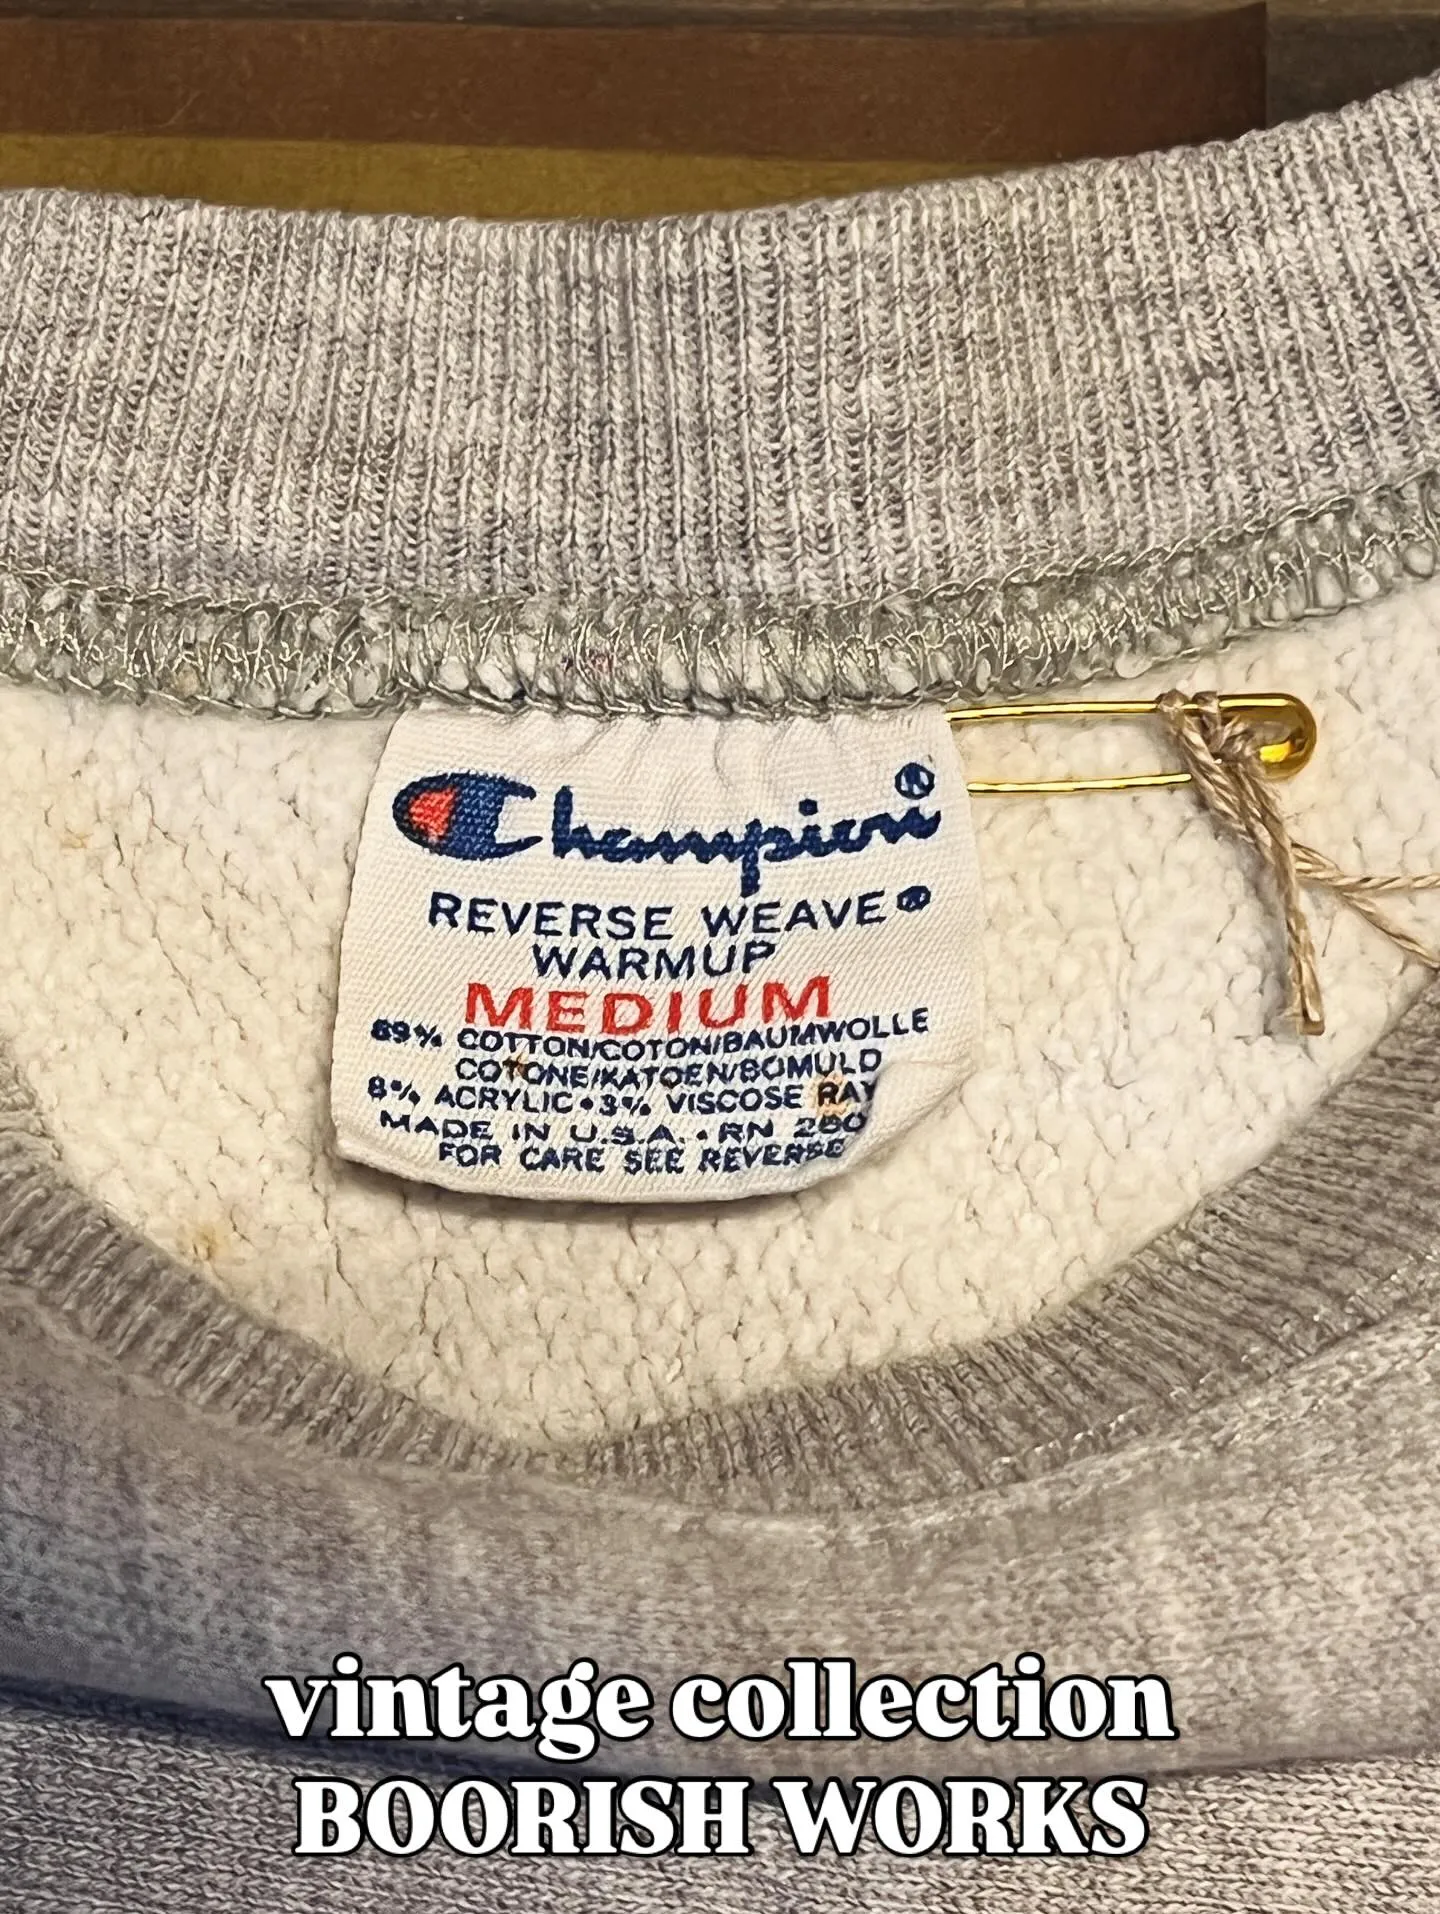 Champion®
REVERSE WEAVE®
WARMUP
MEDIUM
89% COTTON/COTON/BAUMWOLLE
COTONE/KATOEN/BOMULD
8% ACRYLIC•3% VISCOSE RAY
MADE IN U.S.A. • RN 260
FOR CARE SEE REVERSE
vintage collection
BOORISH WORKS